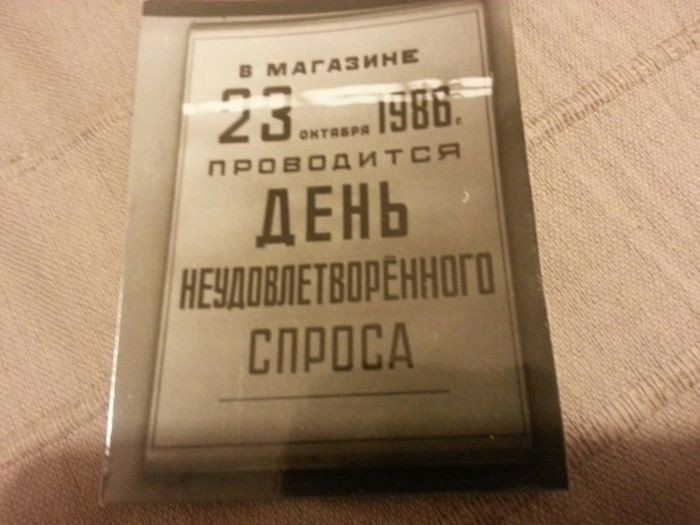 В МАГАЗИНЕ
23 ОКТЯБРЯ 1986 г.
ПРОВОДИТСЯ
ДЕНЬ
НЕУДОВЛЕТВОРЁННОГО
СПРОСА